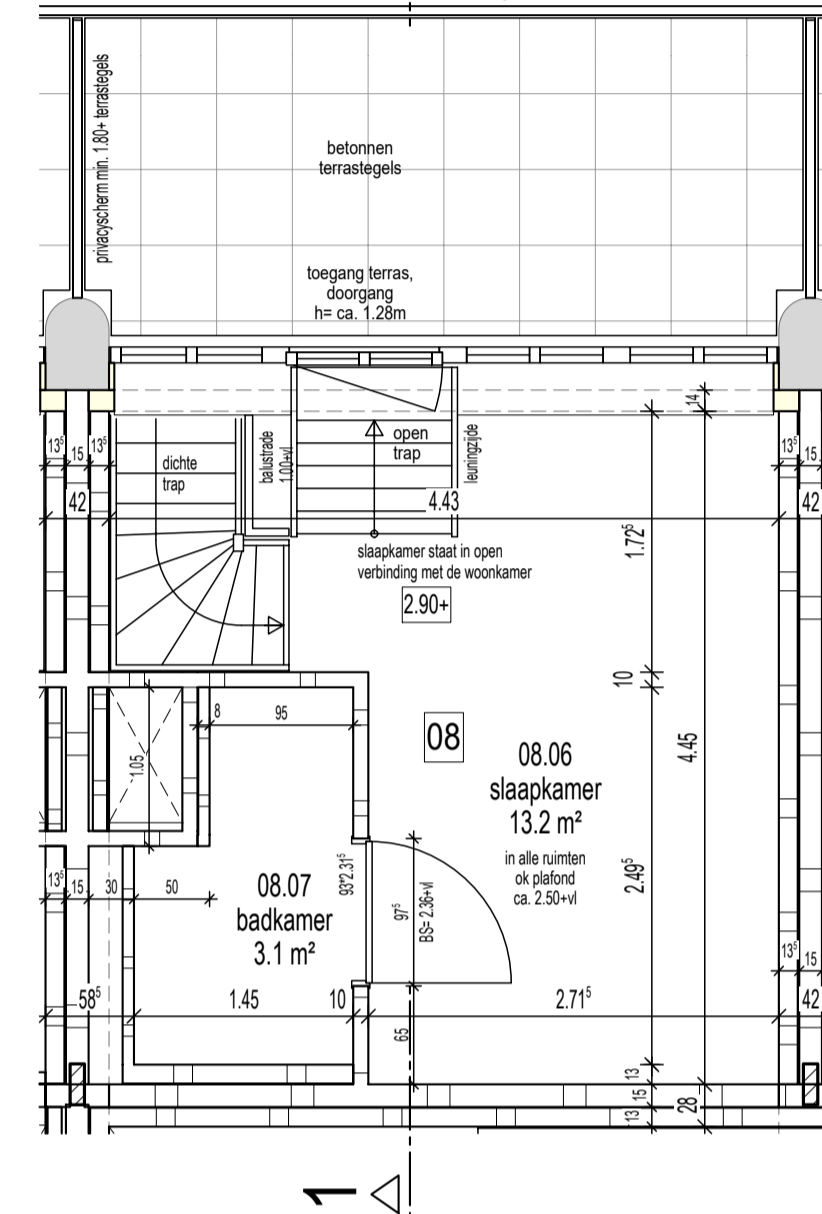 privacyscherm min. 1.80+ terrastegels
betonnen
terrastegels
toegang terras,
doorgang
h= ca. 1.28m
14
13⁵
15
13⁵
dichte
trap
balustrade
1.00+vl
open
trap
leuningzijde
13⁵
15
42
4.43
42
slaapkamer staat in open
verbinding met de woonkamer
1.72⁵
2.90+
10
8
95
1.05
08
08.06
slaapkamer
13.2 m²
4.45
in alle ruimten
ok plafond
ca. 2.50+vl
2.49⁵
13⁵
15
30
50
08.07
badkamer
3.1 m²
93*2.31⁵
97⁵
BS= 2.36+vl
13⁵
15
58⁵
1.45
10
2.71⁵
42
65
13
15
13
28
1